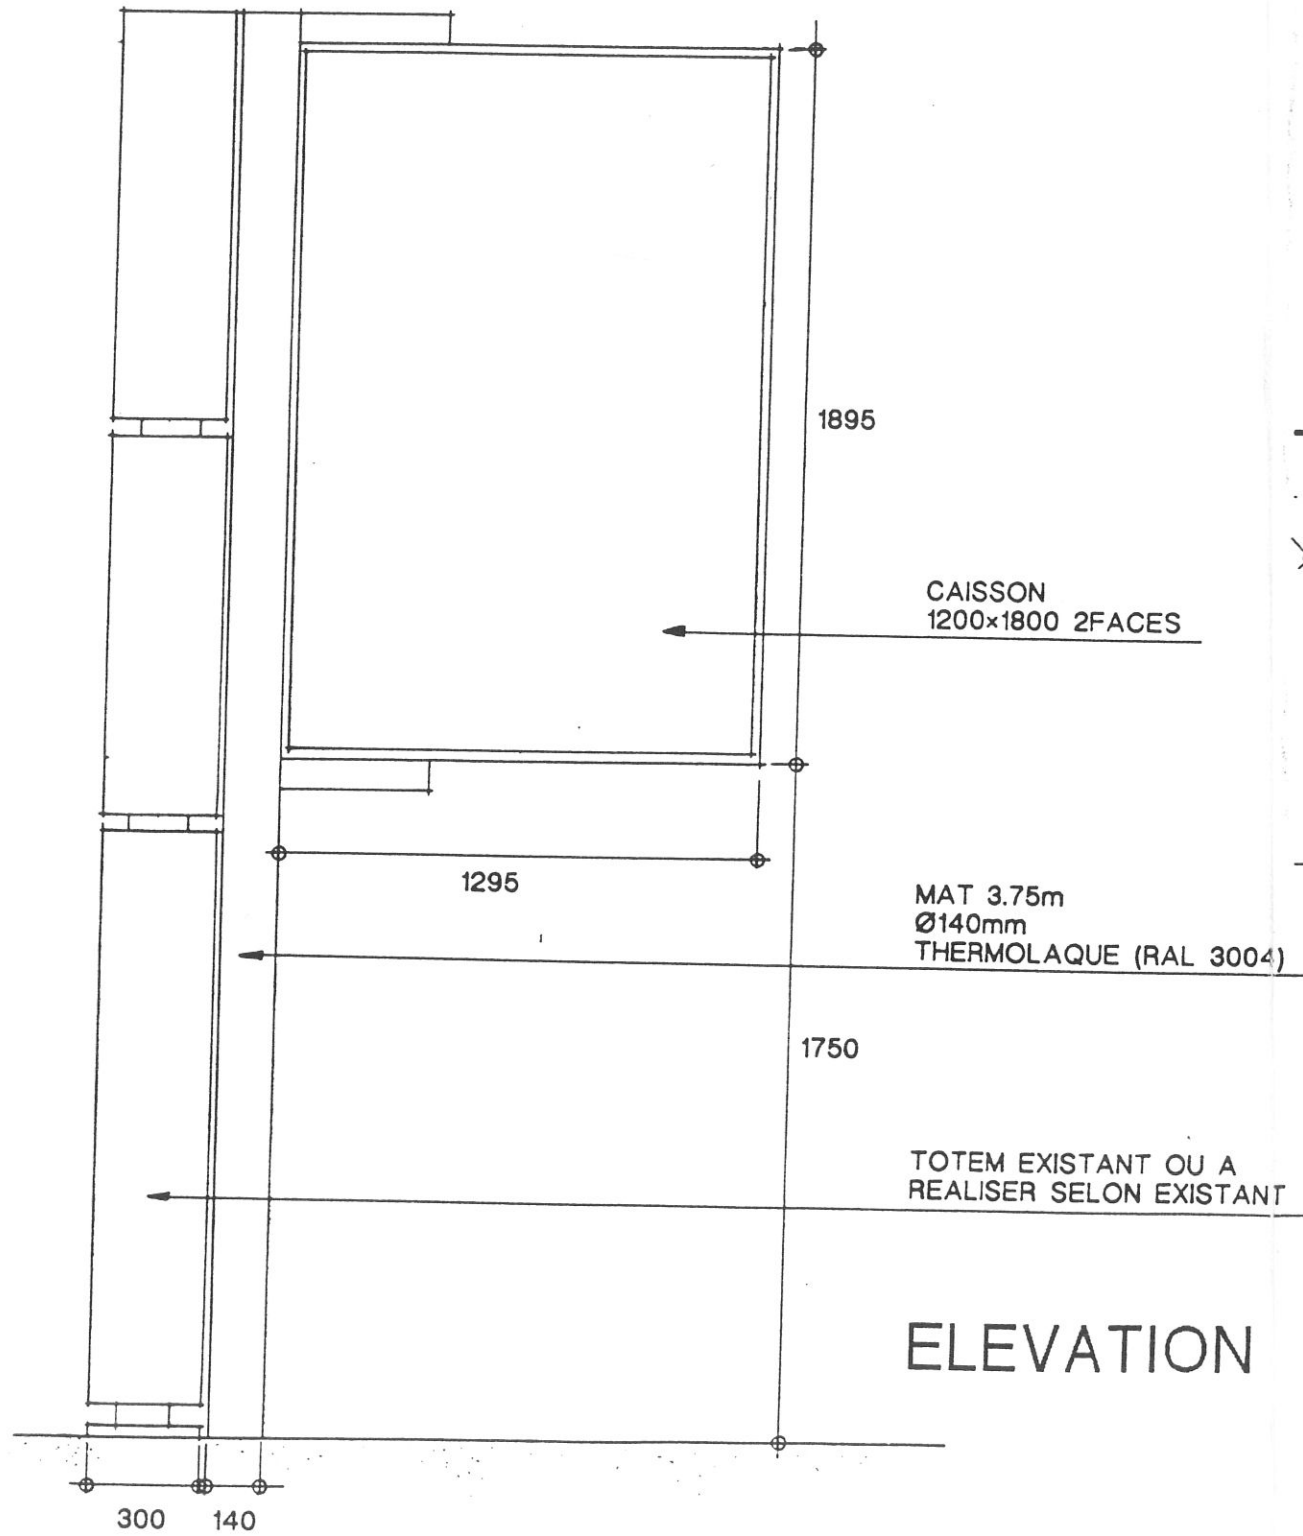 1895
CAISSON
1200×1800 2FACES
1295
MAT 3.75m
Ø140mm
THERMOLAQUE (RAL 3004)
1750
TOTEM EXISTANT OU A
REALISER SELON EXISTANT
ELEVATION
300 140